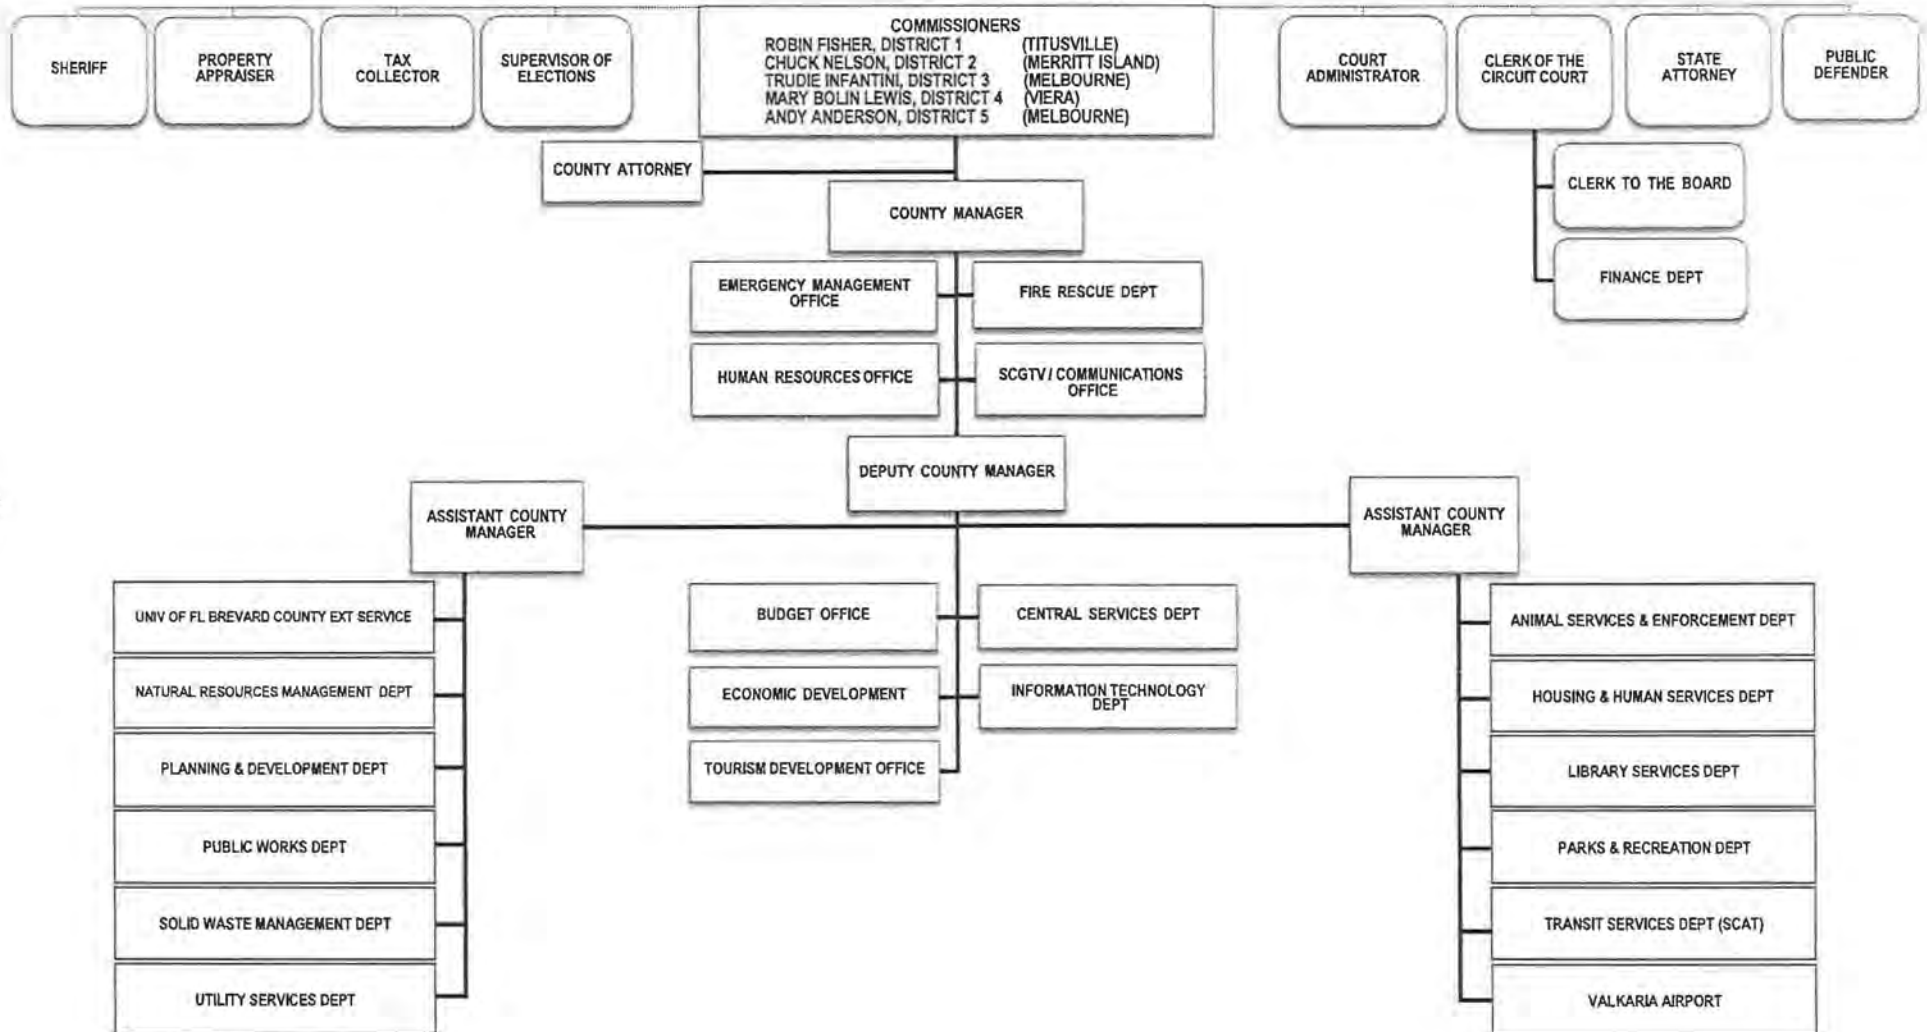 SHERIFF
PROPERTY
APPRAISER
TAX
COLLECTOR
SUPERVISOR OF
ELECTIONS
COMMISSIONERS
ROBIN FISHER, DISTRICT 1 (TITUSVILLE)
CHUCK NELSON, DISTRICT 2 (MERRITT ISLAND)
TRUDIE INFANTINI, DISTRICT 3 (MELBOURNE)
MARY BOLIN LEWIS, DISTRICT 4 (VIERA)
ANDY ANDERSON, DISTRICT 5 (MELBOURNE)
COURT
ADMINISTRATOR
CLERK OF THE
CIRCUIT COURT
STATE
ATTORNEY
PUBLIC
DEFENDER
COUNTY ATTORNEY
CLERK TO THE BOARD
COUNTY MANAGER
FINANCE DEPT
EMERGENCY MANAGEMENT
OFFICE
FIRE RESCUE DEPT
HUMAN RESOURCES OFFICE
SCGTV / COMMUNICATIONS
OFFICE
DEPUTY COUNTY MANAGER
ASSISTANT COUNTY
MANAGER
ASSISTANT COUNTY
MANAGER
UNIV OF FL BREVARD COUNTY EXT SERVICE
NATURAL RESOURCES MANAGEMENT DEPT
PLANNING & DEVELOPMENT DEPT
PUBLIC WORKS DEPT
SOLID WASTE MANAGEMENT DEPT
UTILITY SERVICES DEPT
BUDGET OFFICE
CENTRAL SERVICES DEPT
ECONOMIC DEVELOPMENT
INFORMATION TECHNOLOGY
DEPT
TOURISM DEVELOPMENT OFFICE
ANIMAL SERVICES & ENFORCEMENT DEPT
HOUSING & HUMAN SERVICES DEPT
LIBRARY SERVICES DEPT
PARKS & RECREATION DEPT
TRANSIT SERVICES DEPT (SCAT)
VALKARIA AIRPORT